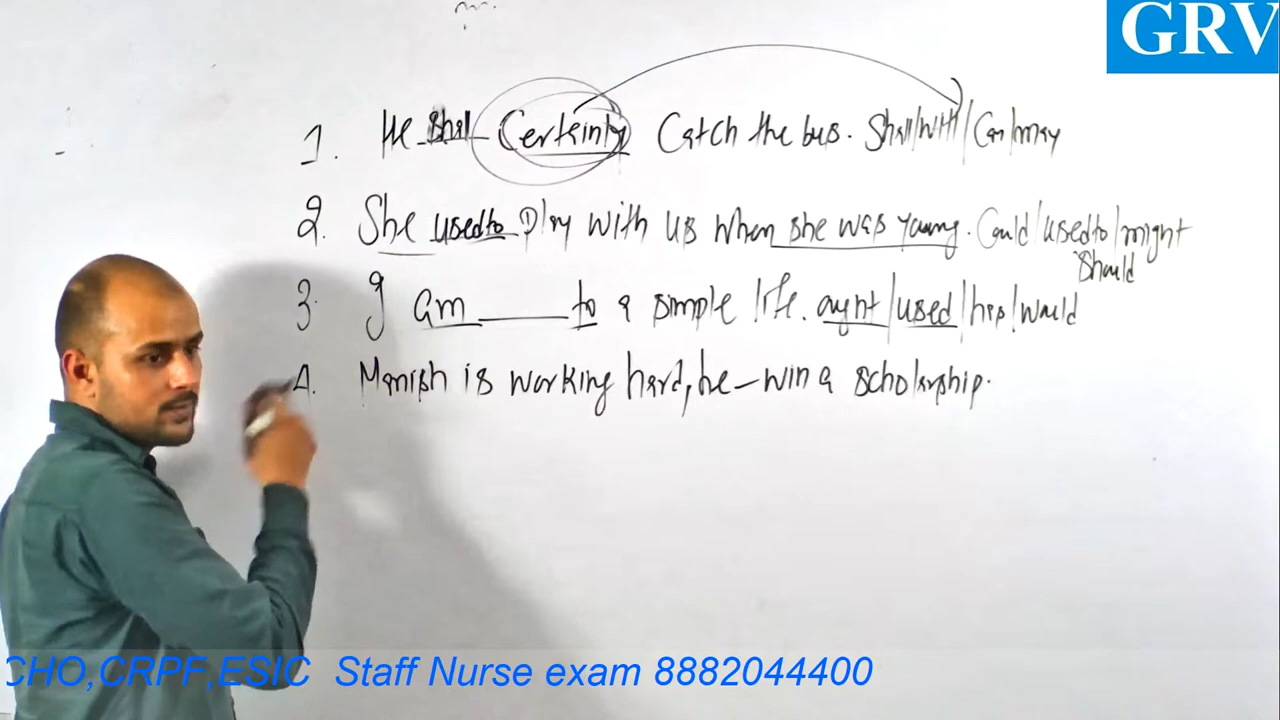 GRV
1. He Shall Certainly Catch the bus. Shall/will/Can/may
2. She used to Play with us when she was young. Could/used to/might
Should
3. I am ______ to a simple life. ought/used/has/would
4. Manish is working hard, he – win a scholarship.
CHO,CRPF,ESIC Staff Nurse exam 8882044400